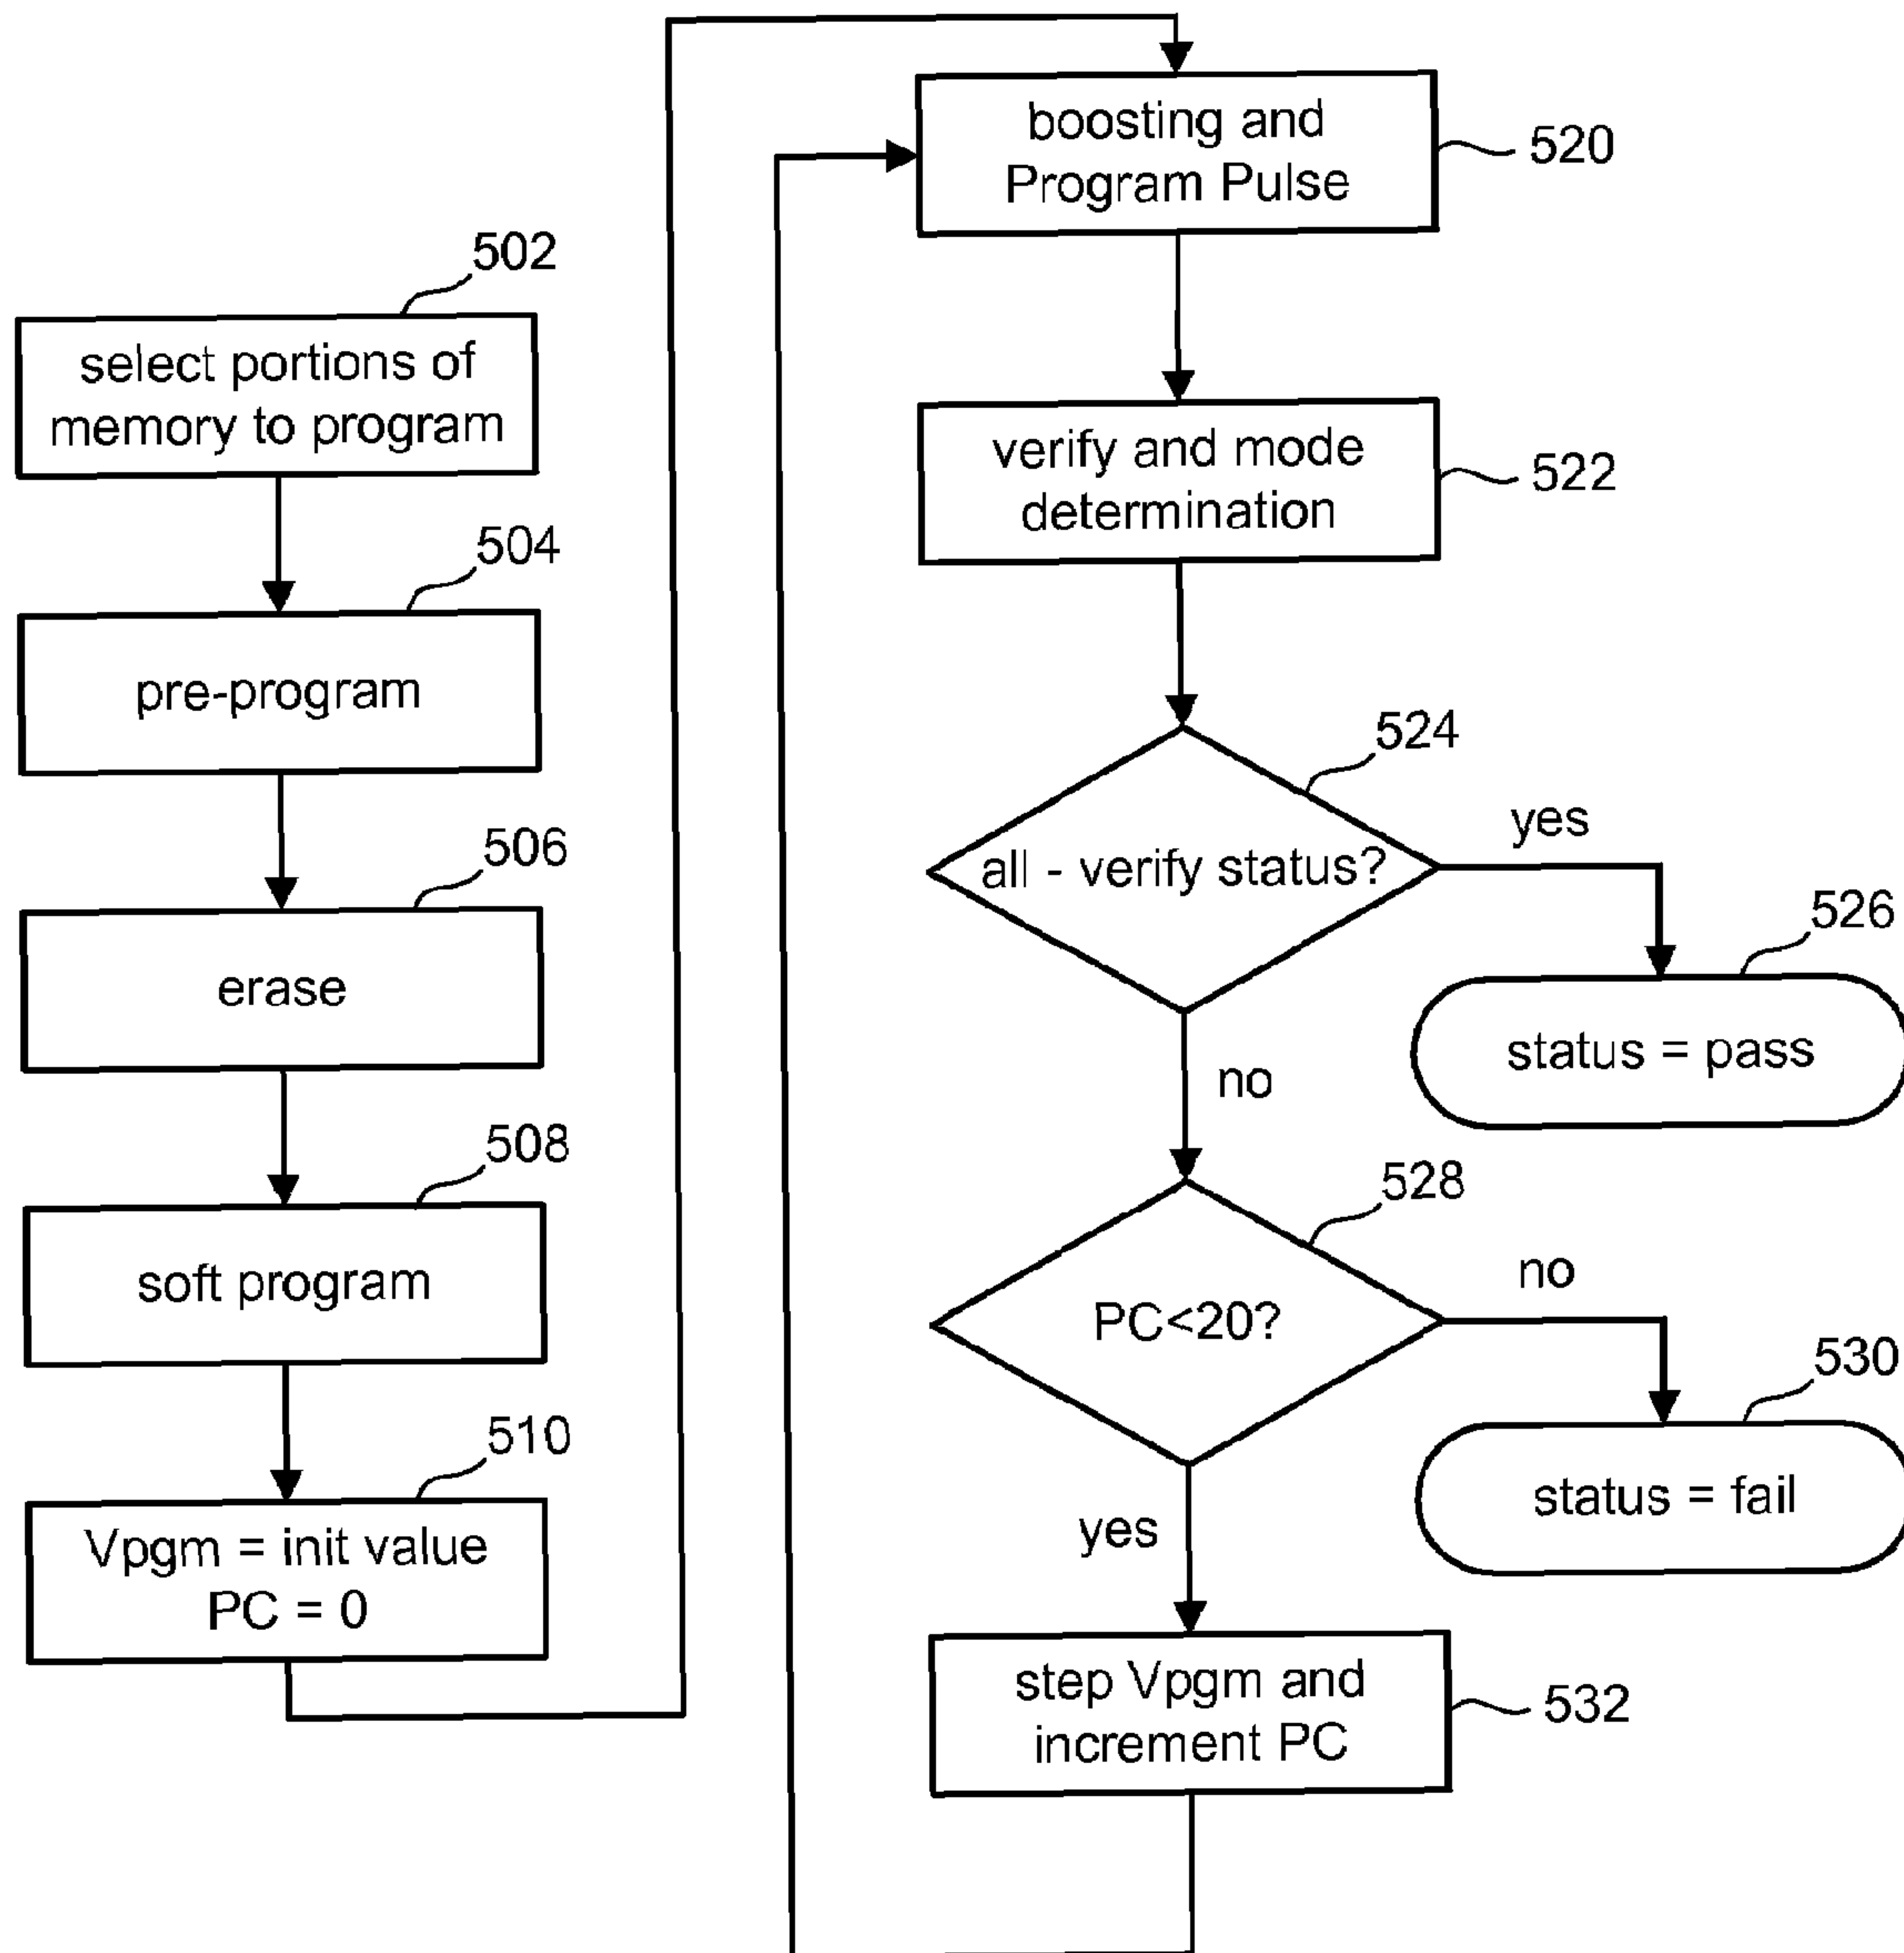 502
select portions of
memory to program
504
pre-program
506
erase
508
soft program
510
Vpgm = init value
PC = 0
boosting and
Program Pulse
520
verify and mode
determination
522
524
all - verify status?
yes
526
status = pass
no
528
PC<20?
no
530
status = fail
yes
step Vpgm and
increment PC
532